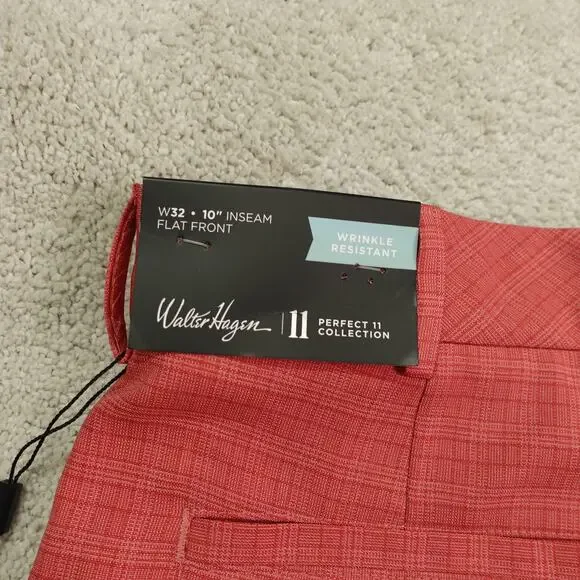 W32 • 10" INSEAM
FLAT FRONT
WRINKLE
RESISTANT
Walter Hagen
11
PERFECT 11
COLLECTION